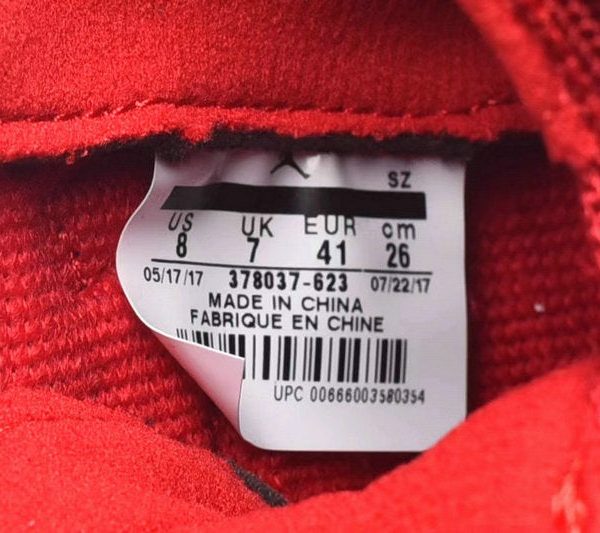 SZ
US UK EUR cm
8 7 41 26
05/17/17 378037-623 07/22/17
MADE IN CHINA
FABRIQUE EN CHINE
UPC 00666003580354